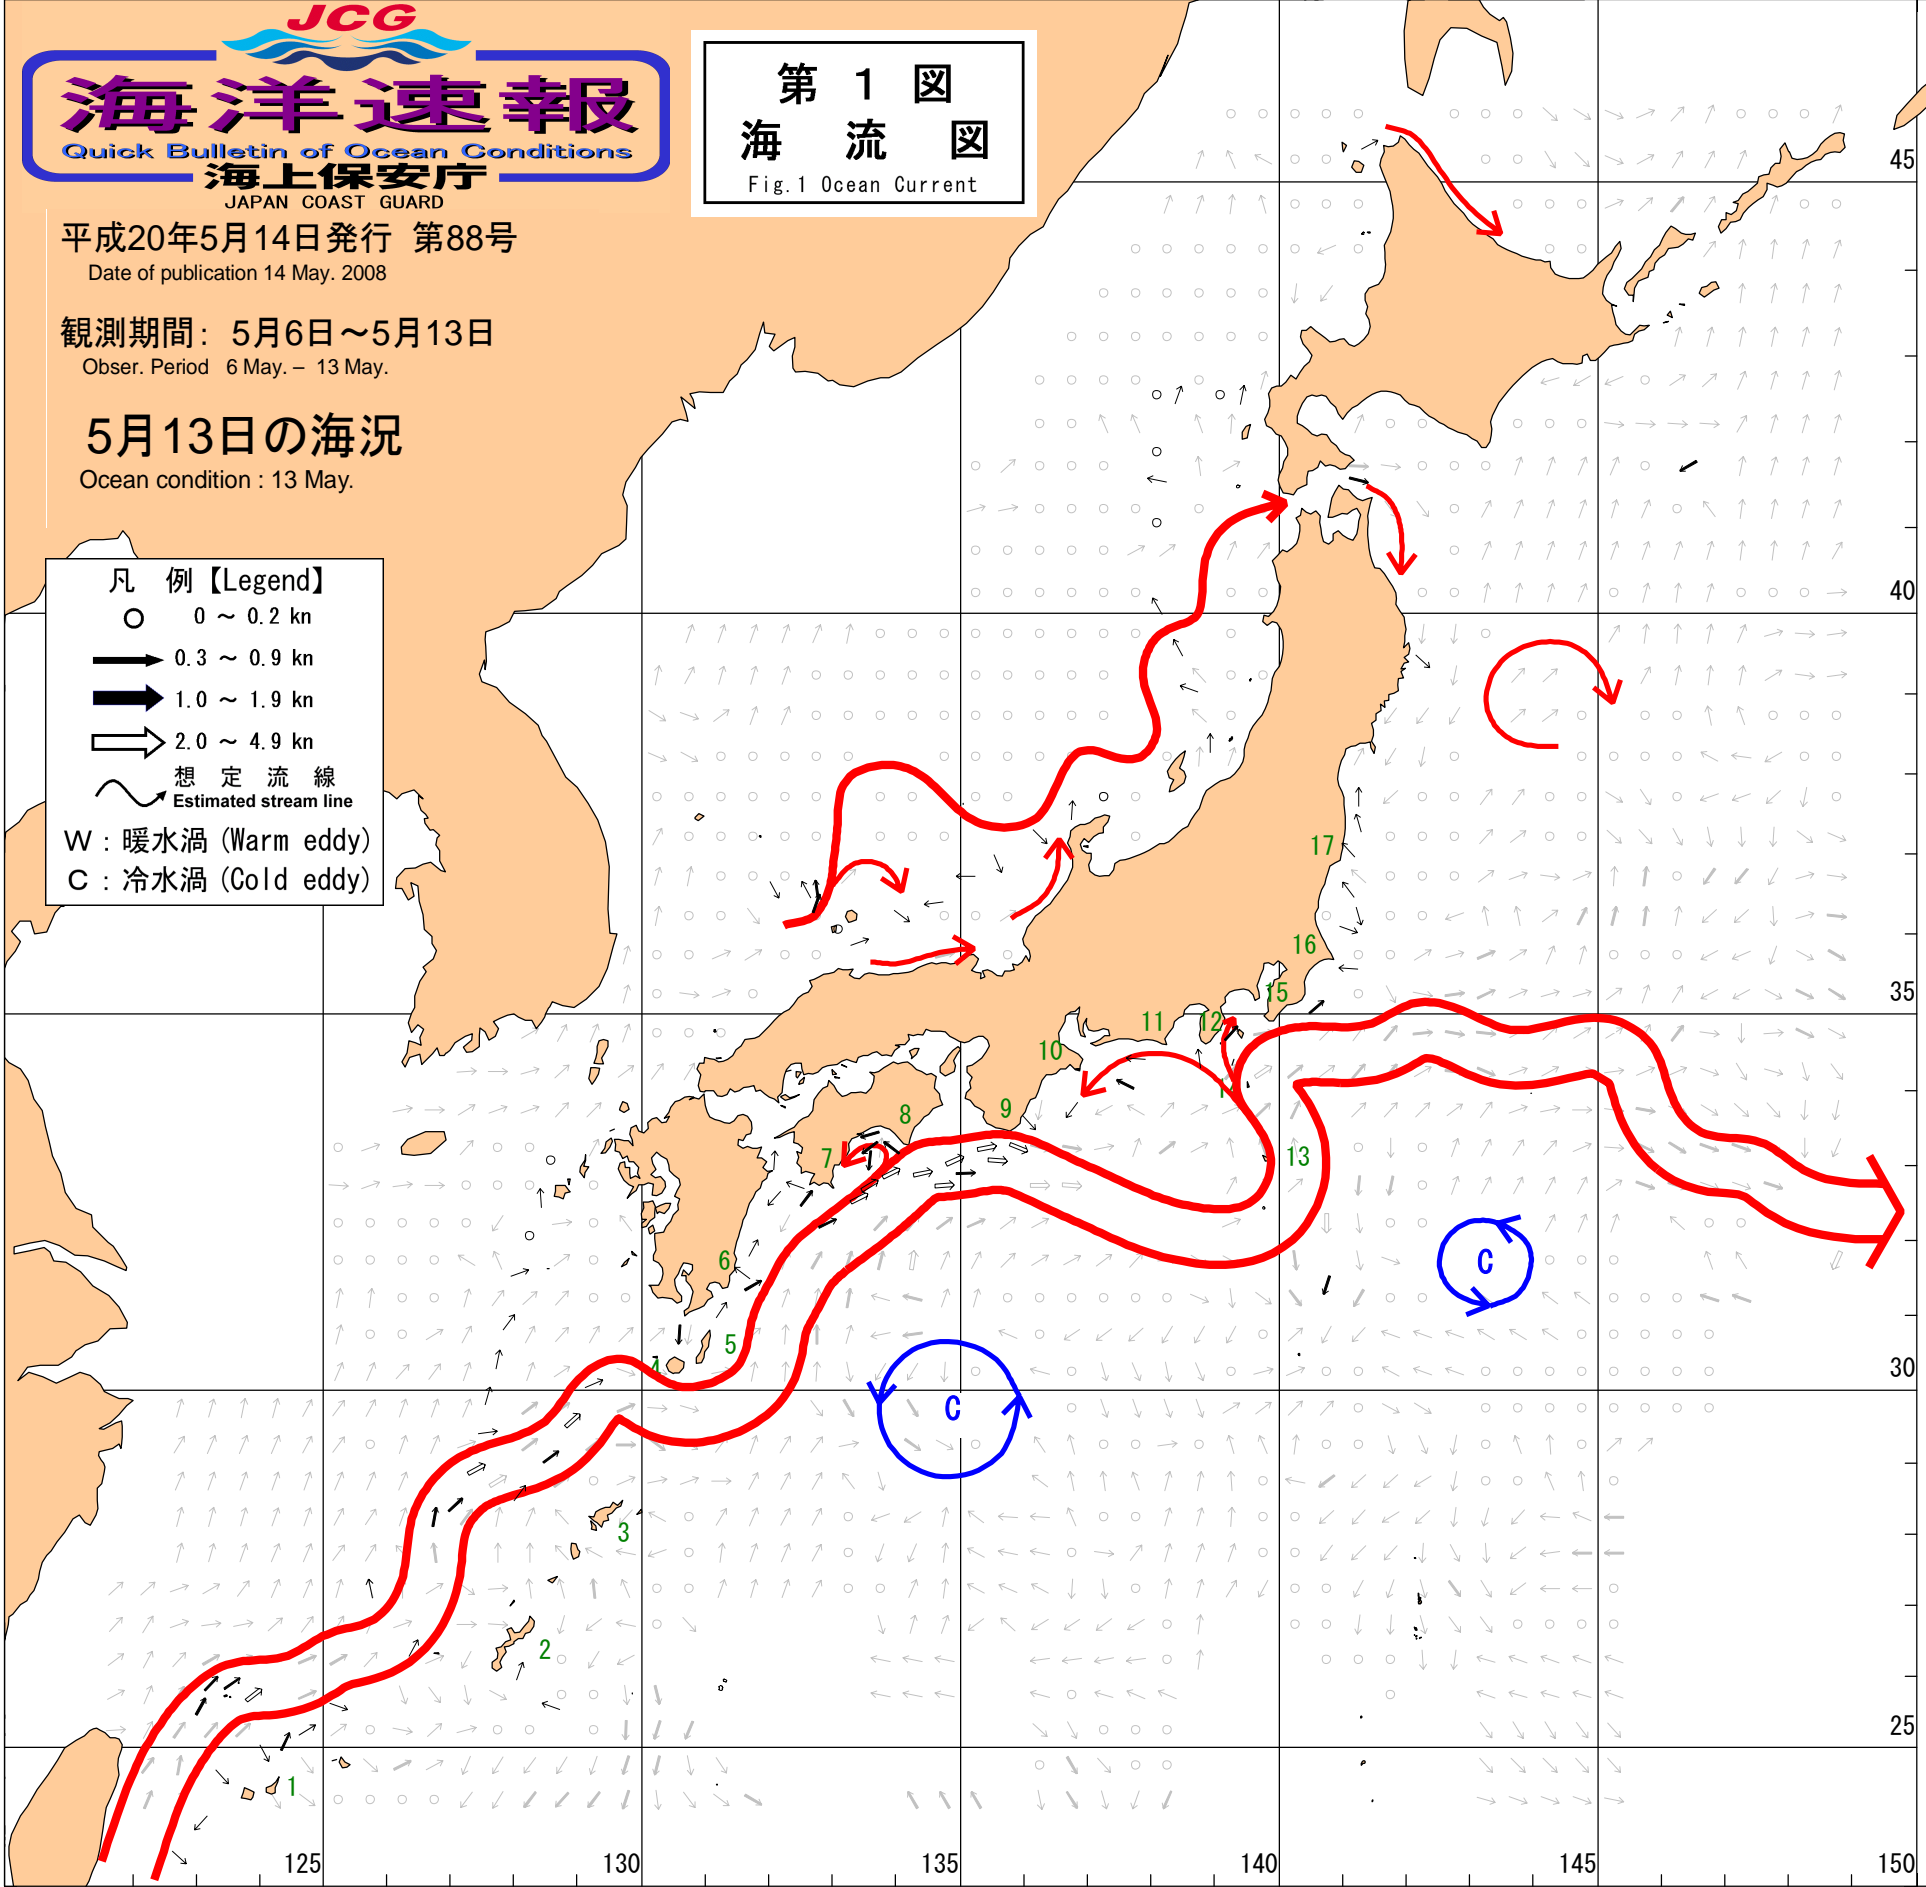 JCG
海洋速報
Quick Bulletin of Ocean Conditions
海上保安庁
JAPAN COAST GUARD
平成20年5月14日発行 第88号
Date of publication 14 May. 2008
観測期間： 5月6日～5月13日
Obser. Period 6 May. – 13 May.
5月13日の海況
Ocean condition : 13 May.
第 1 図
海 流 図
Fig.1 Ocean Current
凡 例【Legend】
0 ～ 0.2 kn
0.3 ～ 0.9 kn
1.0 ～ 1.9 kn
2.0 ～ 4.9 kn
想 定 流 線
Estimated stream line
W：暖水渦 (Warm eddy)
C：冷水渦 (Cold eddy)
45
40
17
16
35
15
12
11
10
9
8
7
13
6
C
5
4
30
C
3
2
25
1
125
130
135
140
145
150